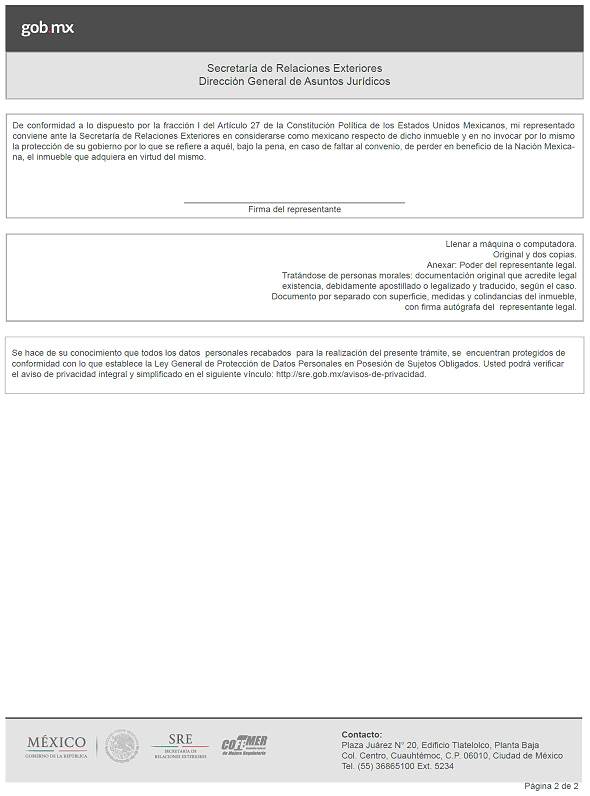 gob.mx
Secretaría de Relaciones Exteriores
Dirección General de Asuntos Jurídicos
De conformidad a lo dispuesto por la fracción I del Artículo 27 de la Constitución Política de los Estados Unidos Mexicanos, mi representado
conviene ante la Secretaría de Relaciones Exteriores en considerarse como mexicano respecto de dicho inmueble y en no invocar por lo mismo
la protección de su gobierno por lo que se refiere a aquél, bajo la pena, en caso de faltar al convenio, de perder en beneficio de la Nación Mexica-
na, el inmueble que adquiera en virtud del mismo.
Firma del representante
Llenar a máquina o computadora.
Original y dos copias.
Anexar: Poder del representante legal.
Tratándose de personas morales: documentación original que acredite legal
existencia, debidamente apostillado o legalizado y traducido, según el caso.
Documento por separado con superficie, medidas y colindancias del inmueble,
con firma autógrafa del representante legal.
Se hace de su conocimiento que todos los datos personales recabados para la realización del presente trámite, se encuentran protegidos de
conformidad con lo que establece la Ley General de Protección de Datos Personales en Posesión de Sujetos Obligados. Usted podrá verificar
el aviso de privacidad integral y simplificado en el siguiente vínculo: http://sre.gob.mx/avisos-de-privacidad.
MÉXICO
GOBIERNO DE LA REPÚBLICA
SRE
SECRETARÍA DE
RELACIONES EXTERIORES
COFEMER
de Mejora Regulatoria
Contacto:
Plaza Juárez N° 20, Edificio Tlatelolco, Planta Baja
Col. Centro, Cuauhtémoc, C.P. 06010, Ciudad de México
Tel. (55) 36865100 Ext. 5234
Página 2 de 2